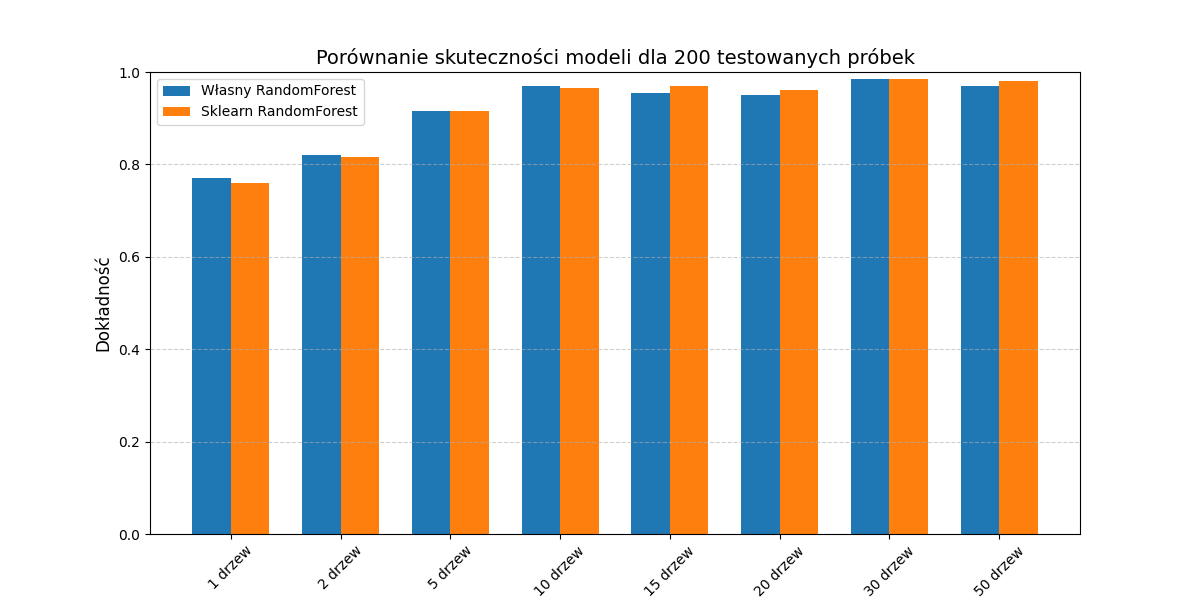 Porównanie skuteczności modeli dla 200 testowanych próbek
Własny RandomForest
Sklearn RandomForest
Dokładność
1.0
0.8
0.6
0.4
0.2
0.0
1 drzew
2 drzew
5 drzew
10 drzew
15 drzew
20 drzew
30 drzew
50 drzew